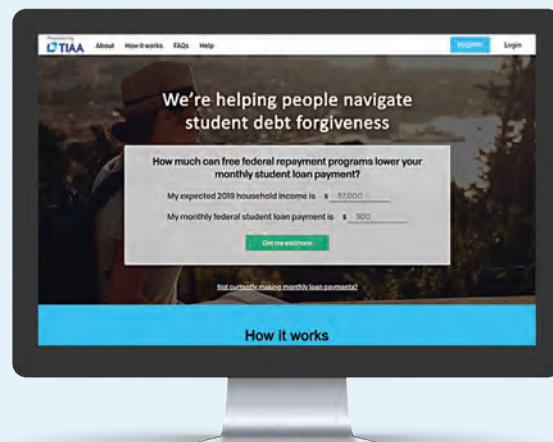 Powered by
TIAA About How it works FAQs Help Register Login
We're helping people navigate
student debt forgiveness
How much can free federal repayment programs lower your
monthly student loan payment?
My expected 2019 household income is $ 37,000
My monthly federal student loan payment is $ 300
Get my estimate
Not currently making monthly loan payments?
How it works